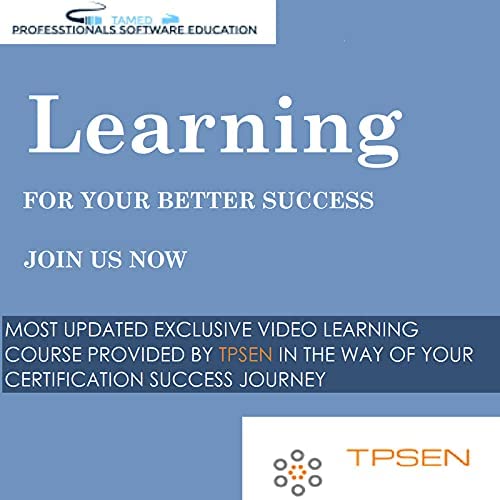 TAMED
PROFESSTIONALS SOFTWARE EDUCATION
Learning
FOR YOUR BETTER SUCCESS
JOIN US NOW
MOST UPDATED EXCLUSIVE VIDEO LEARNING
COURSE PROVIDED BY TPSEN IN THE WAY OF YOUR
CERTIFICATION SUCCESS JOURNEY
TPSEN